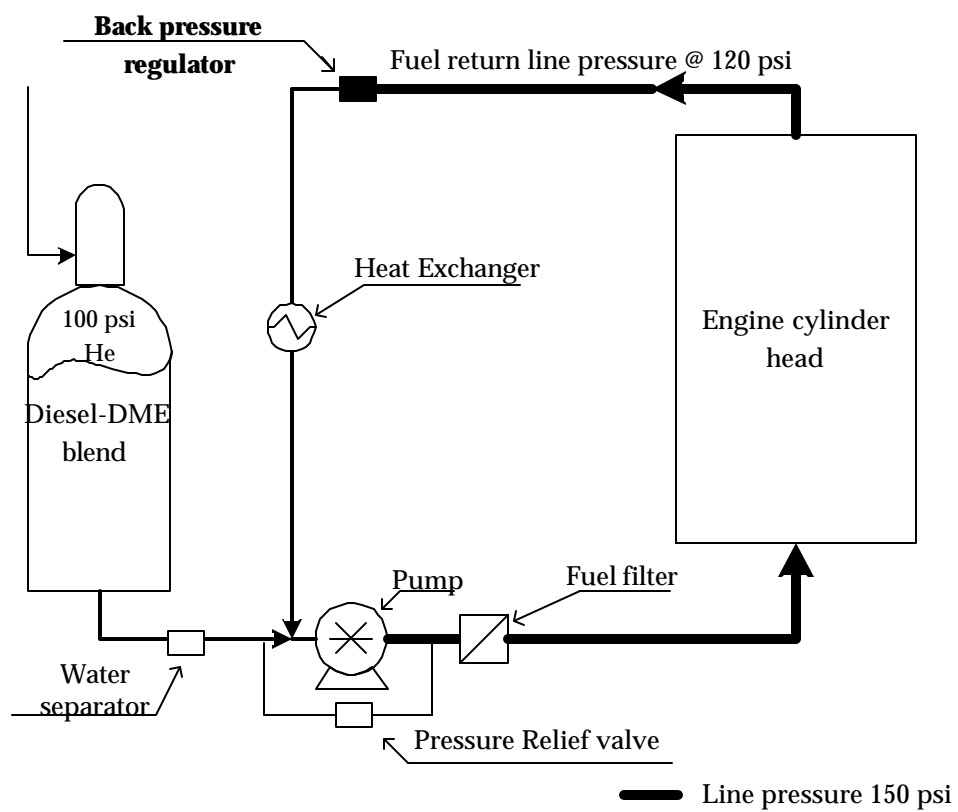 Back pressure
regulator
Fuel return line pressure @ 120 psi
Heat Exchanger
100 psi
He
Engine cylinder
head
Diesel-DME
blend
Pump
Fuel filter
Water
separator
Pressure Relief valve
Line pressure 150 psi